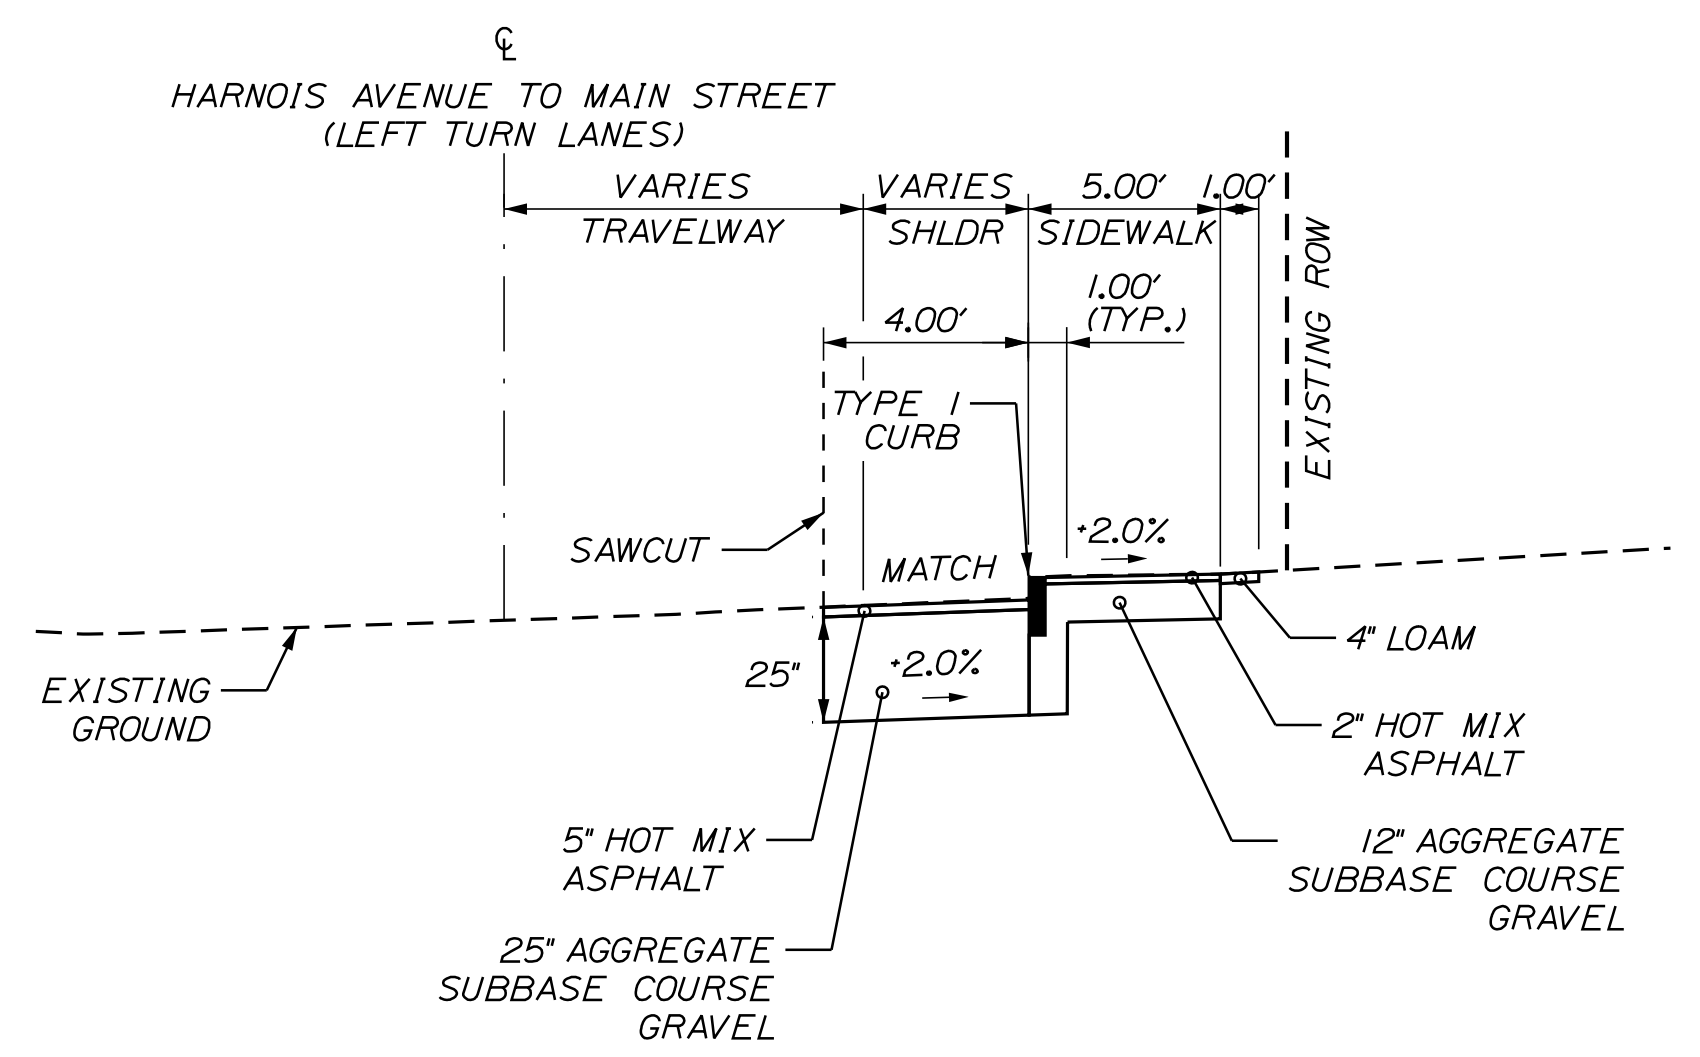 ℄
HARNOIS AVENUE TO MAIN STREET
(LEFT TURN LANES)
VARIES
TRAVELWAY
VARIES
SHLDR
5.00'
SIDEWALK
1.00'
EXISTING ROW
4.00'
1.00'
(TYP.)
TYPE 1
CURB
SAWCUT
MATCH
+2.0%
EXISTING
GROUND
25"
+2.0%
4" LOAM
2" HOT MIX
ASPHALT
5" HOT MIX
ASPHALT
12" AGGREGATE
SUBBASE COURSE
GRAVEL
25" AGGREGATE
SUBBASE COURSE
GRAVEL